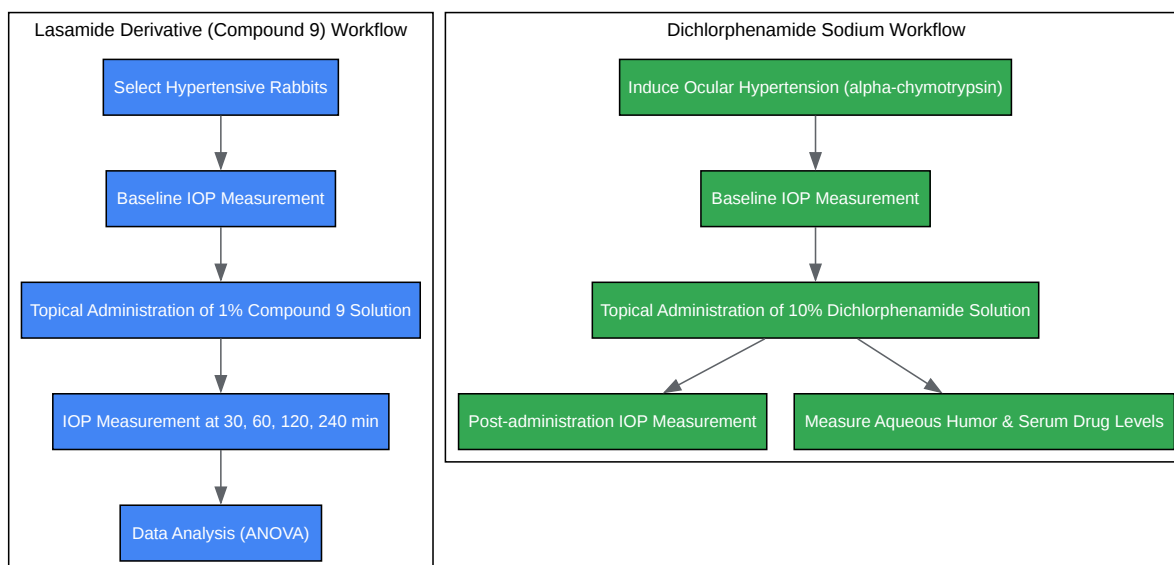 Lasamide Derivative (Compound 9) Workflow
Select Hypertensive Rabbits
Baseline IOP Measurement
Topical Administration of 1% Compound 9 Solution
IOP Measurement at 30, 60, 120, 240 min
Data Analysis (ANOVA)
Dichlorphenamide Sodium Workflow
Induce Ocular Hypertension (alpha-chymotrypsin)
Baseline IOP Measurement
Topical Administration of 10% Dichlorphenamide Solution
Post-administration IOP Measurement
Measure Aqueous Humor & Serum Drug Levels